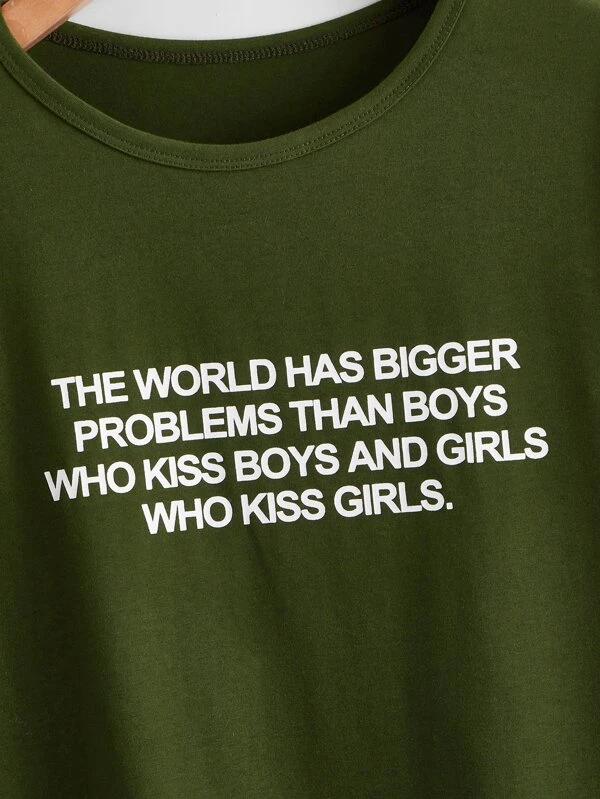 THE WORLD HAS BIGGER
PROBLEMS THAN BOYS
WHO KISS BOYS AND GIRLS
WHO KISS GIRLS.